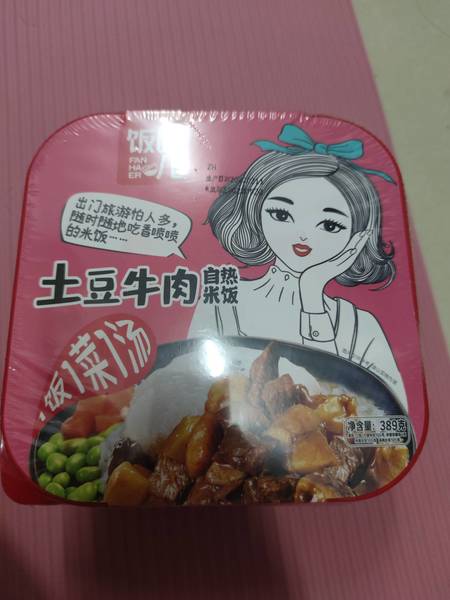 饭
FAN
HA
ER
出门旅游怕人多，
随时随地吃香喷喷
的米饭……
土豆牛肉
自热
米饭
1饭1菜1汤
净含量：389克